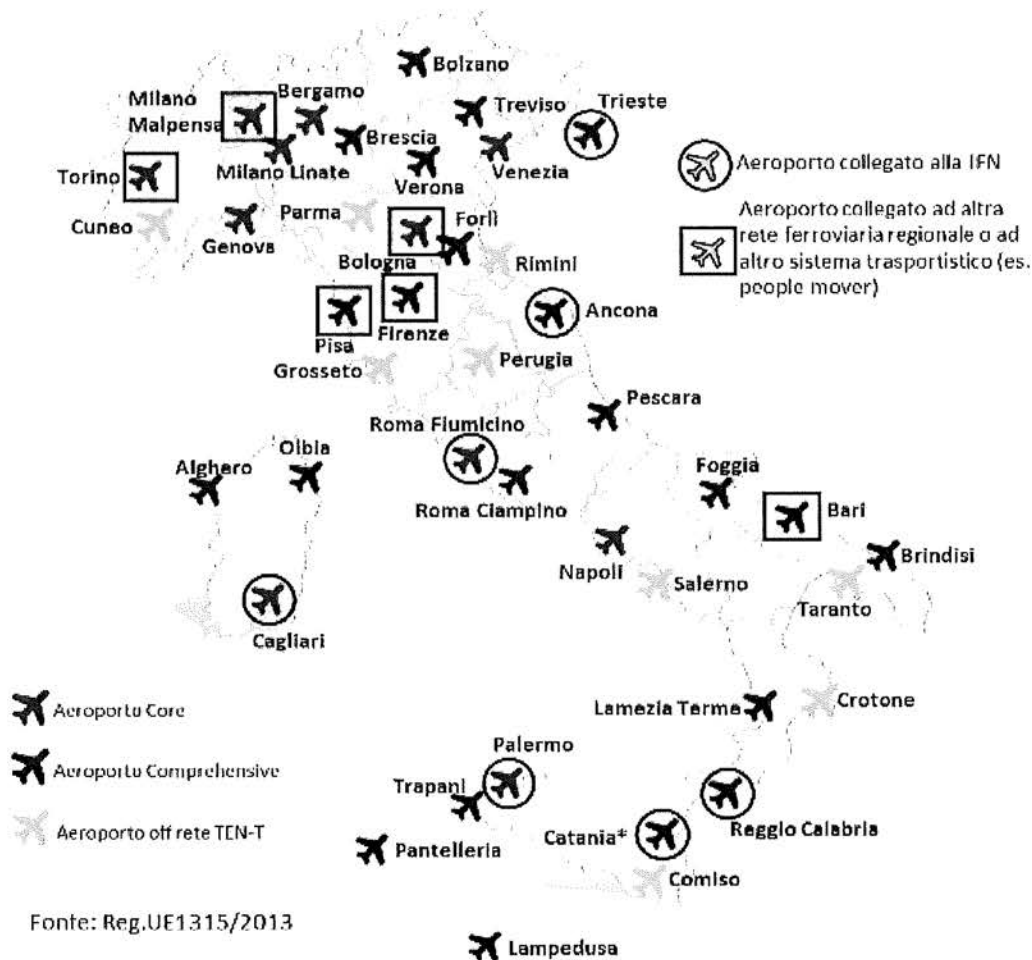 Bolzano
Bergamo
Treviso
Trieste
Milano
Malpensa
Brescia
Milano Linate
Verona
Venezia
Torino
Cuneo
Genova
Parma
Forlì
Bologna
Rimini
Firenze
Pisa
Ancona
Grosseto
Perugia
Pescara
Roma Fiumicino
Roma Ciampino
Olbia
Alghero
Cagliari
Foggia
Bari
Napoli
Salerno
Brindisi
Taranto
Lamezia Terme
Crotone
Palermo
Trapani
Pantelleria
Catania*
Reggio Calabria
Comiso
Lampedusa
Aeroporto collegato alla IFN
Aeroporto collegato ad altra
rete ferroviaria regionale o ad
altro sistema trasportistico (es.
people mover)
Aeroporto Core
Aeroporto Comprehensive
Aeroporto off rete TEN-T
Fonte: Reg.UE1315/2013